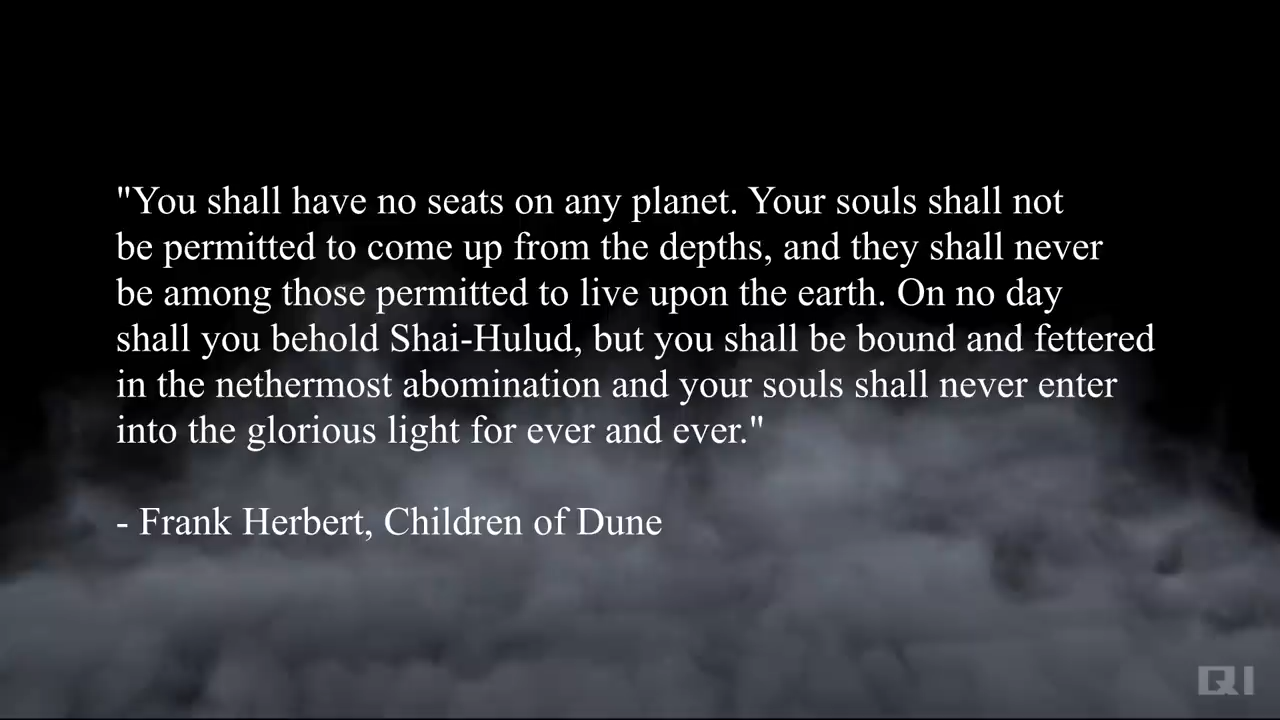 "You shall have no seats on any planet. Your souls shall not
be permitted to come up from the depths, and they shall never
be among those permitted to live upon the earth. On no day
shall you behold Shai-Hulud, but you shall be bound and fettered
in the nethermost abomination and your souls shall never enter
into the glorious light for ever and ever."
- Frank Herbert, Children of Dune
QI